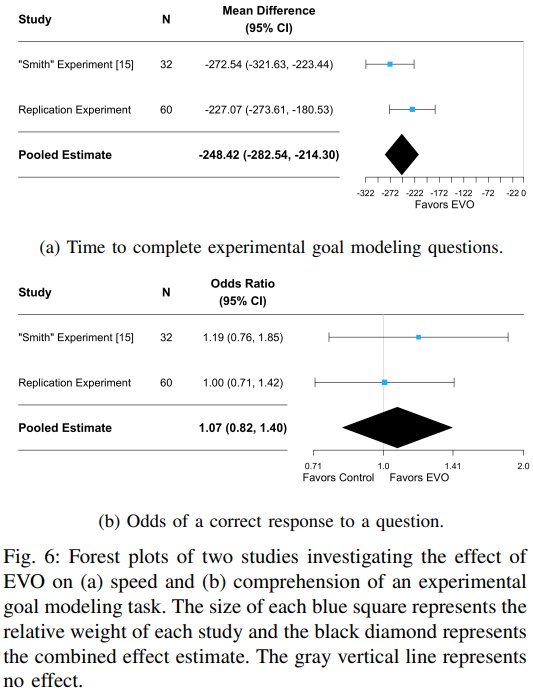 Study N Mean Difference
(95% CI)
"Smith" Experiment [15] 32 -272.54 (-321.63, -223.44)
Replication Experiment 60 -227.07 (-273.61, -180.53)
Pooled Estimate -248.42 (-282.54, -214.30)
-322 -272 -222 -172 -122 -72 -22 0
Favors EVO
(a) Time to complete experimental goal modeling questions.
Study N Odds Ratio
(95% CI)
"Smith" Experiment [15] 32 1.19 (0.76, 1.85)
Replication Experiment 60 1.00 (0.71, 1.42)
Pooled Estimate 1.07 (0.82, 1.40)
0.71 1.0 1.41 2.0
Favors Control Favors EVO
(b) Odds of a correct response to a question.
Fig. 6: Forest plots of two studies investigating the effect of
EVO on (a) speed and (b) comprehension of an experimental
goal modeling task. The size of each blue square represents the
relative weight of each study and the black diamond represents
the combined effect estimate. The gray vertical line represents
no effect.